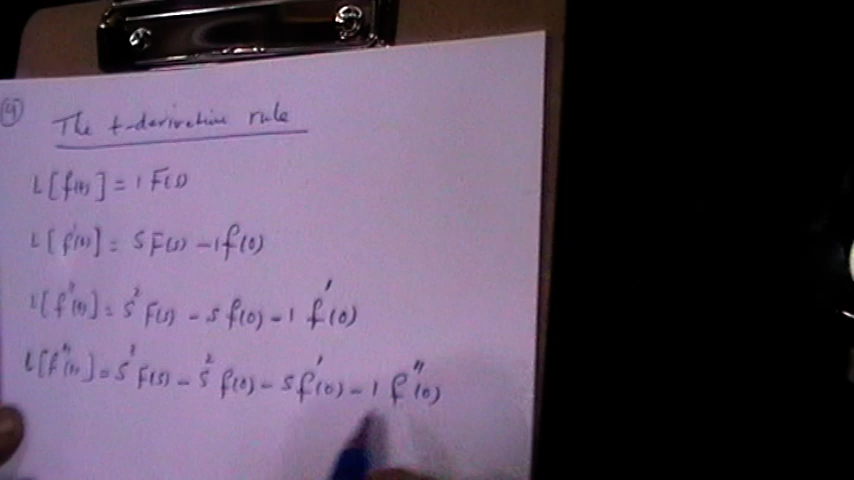 ④ The t-derivative rule
L[f(t)] = 1 F(s)
L[f'(t)] = S F(s) - 1 f(0)
L[f''(t)] = S² F(s) - S f(0) - 1 f'(0)
L[f'''(t)] = S³ F(s) - S² f(0) - S f'(0) - 1 f''(0)